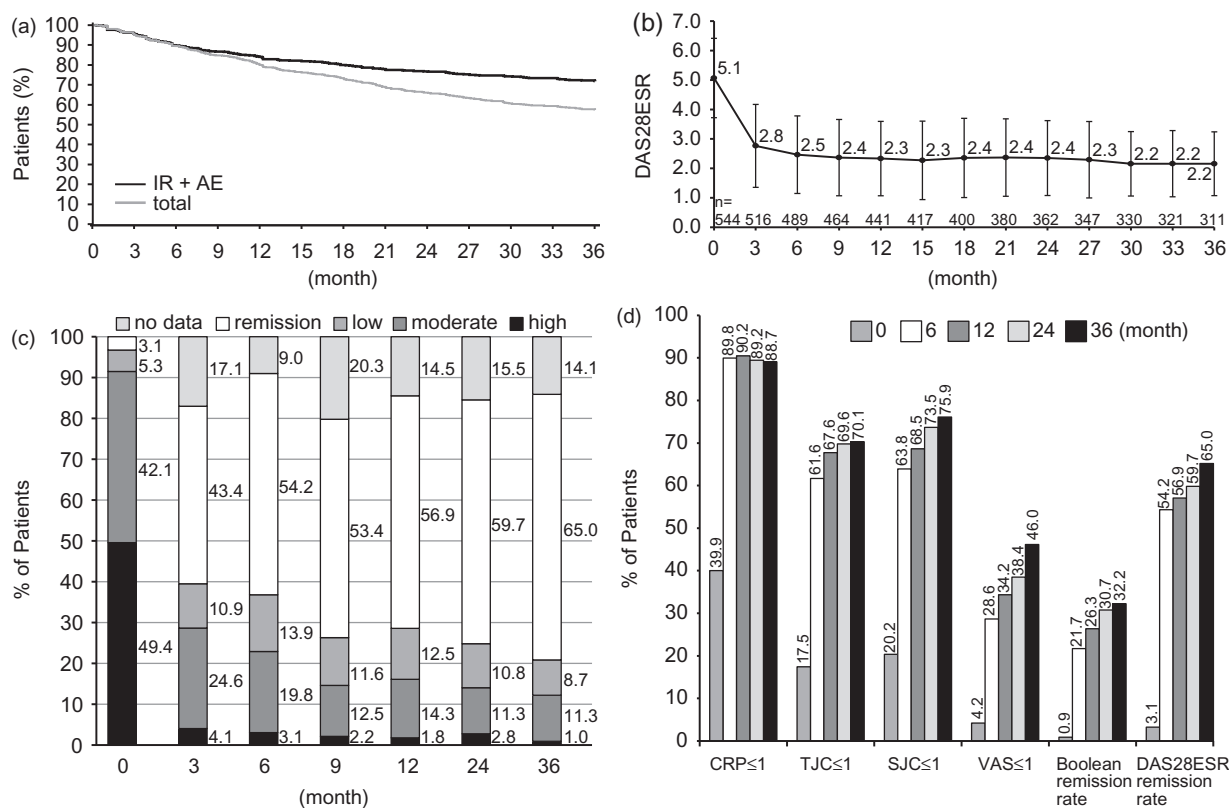 (a)
100
90
80
70
60
50
40
30
20
10
0
Patients (%)
IR + AE
total
0 3 6 9 12 15 18 21 24 27 30 33 36
(month)
(b)
7.0
6.0
5.0
4.0
3.0
2.0
1.0
0.0
DAS28ESR
5.1 2.8 2.5 2.4 2.3 2.3 2.4 2.4 2.4 2.3 2.2 2.2 2.2
n=
544 516 489 464 441 417 400 380 362 347 330 321 311
0 3 6 9 12 15 18 21 24 27 30 33 36
(month)
(c)
no data remission low moderate high
100
90
80
70
60
50
40
30
20
10
0
% of Patients
3.1
5.3
42.1
49.4
17.1
43.4
10.9
24.6
4.1
9.0
54.2
13.9
19.8
3.1
20.3
53.4
11.6
12.5
2.2
14.5
56.9
12.5
14.3
1.8
15.5
59.7
10.8
11.3
2.8
14.1
65.0
8.7
11.3
1.0
0 3 6 9 12 24 36
(month)
(d)
0 6 12 24 36 (month)
100
90
80
70
60
50
40
30
20
10
0
% of Patients
39.9 89.8 90.2 89.2 88.7
17.5 61.6 67.6 69.6 70.1
20.2 63.8 68.5 73.5 75.9
4.2 28.6 34.2 38.4 46.0
0.9 21.7 26.3 30.7 32.2
3.1 54.2 56.9 59.7 65.0
CRP≤1 TJC≤1 SJC≤1 VAS≤1
Boolean
remission
rate
DAS28ESR
remission
rate